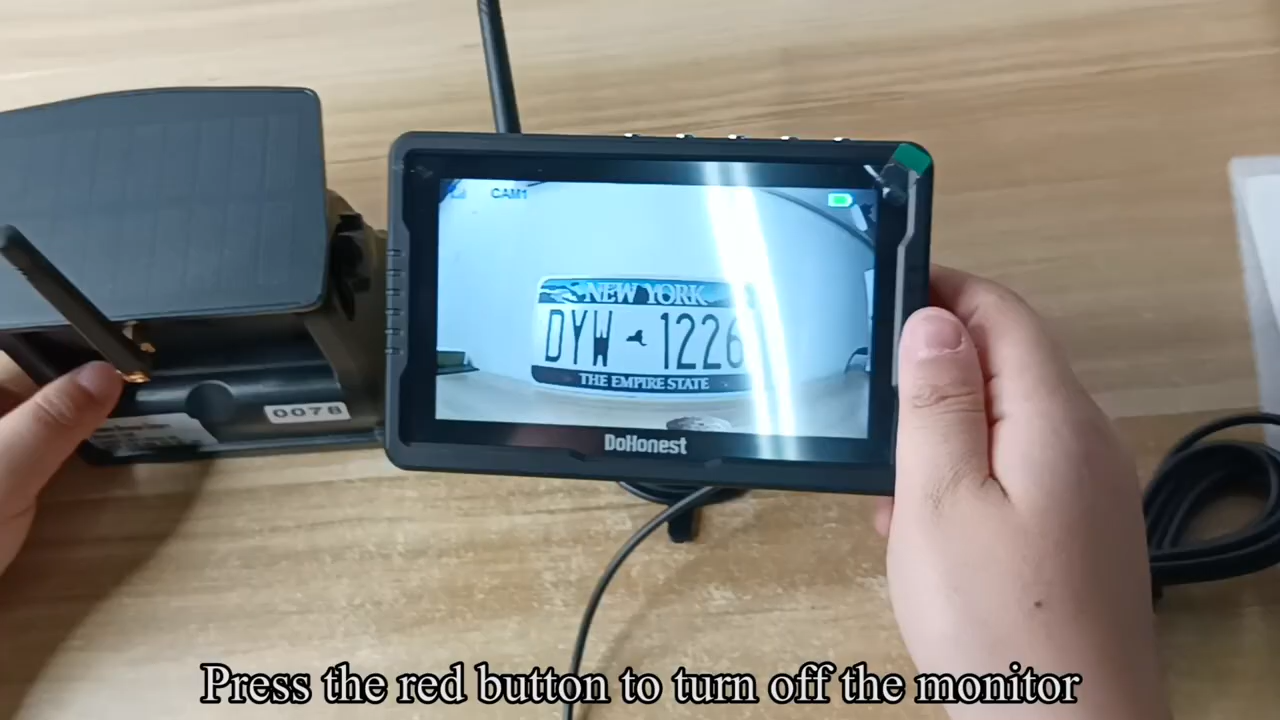 CAM1
NEW YORK
DYW 1226
THE EMPIRE STATE
DoHonest
0078
Press the red button to turn off the monitor